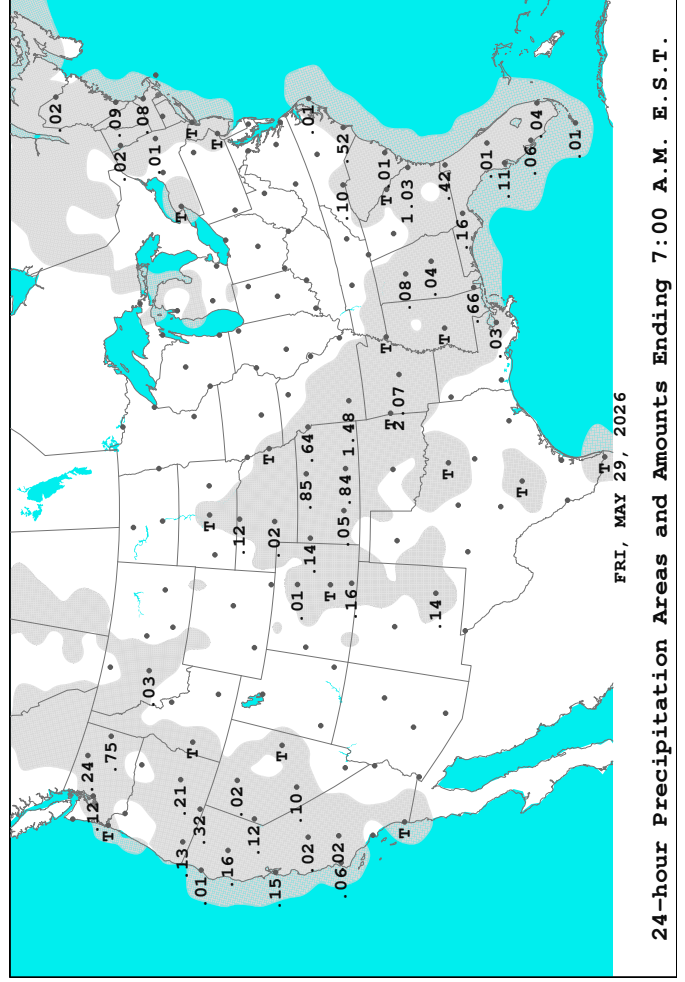 .02
.24
.12
T
.75
.09
.02
.08
.03
.01
T
.21
.13
T
T
.32
.01
T
T
.16
.02
.12
.12
T
.02
.15
T
.10
.01
.85
.64
.01
.14
.02
T
.02
.06
.10
.52
.05
.84
1.48
.16
T
.01
T
T
2.07
1.03
.08
T
.04
.14
.42
T
T
.16
.66
.01
.03
.11
T
.06
.04
.01
T
FRI, MAY 29, 2026
24-hour Precipitation Areas and Amounts Ending 7:00 A.M. E.S.T.